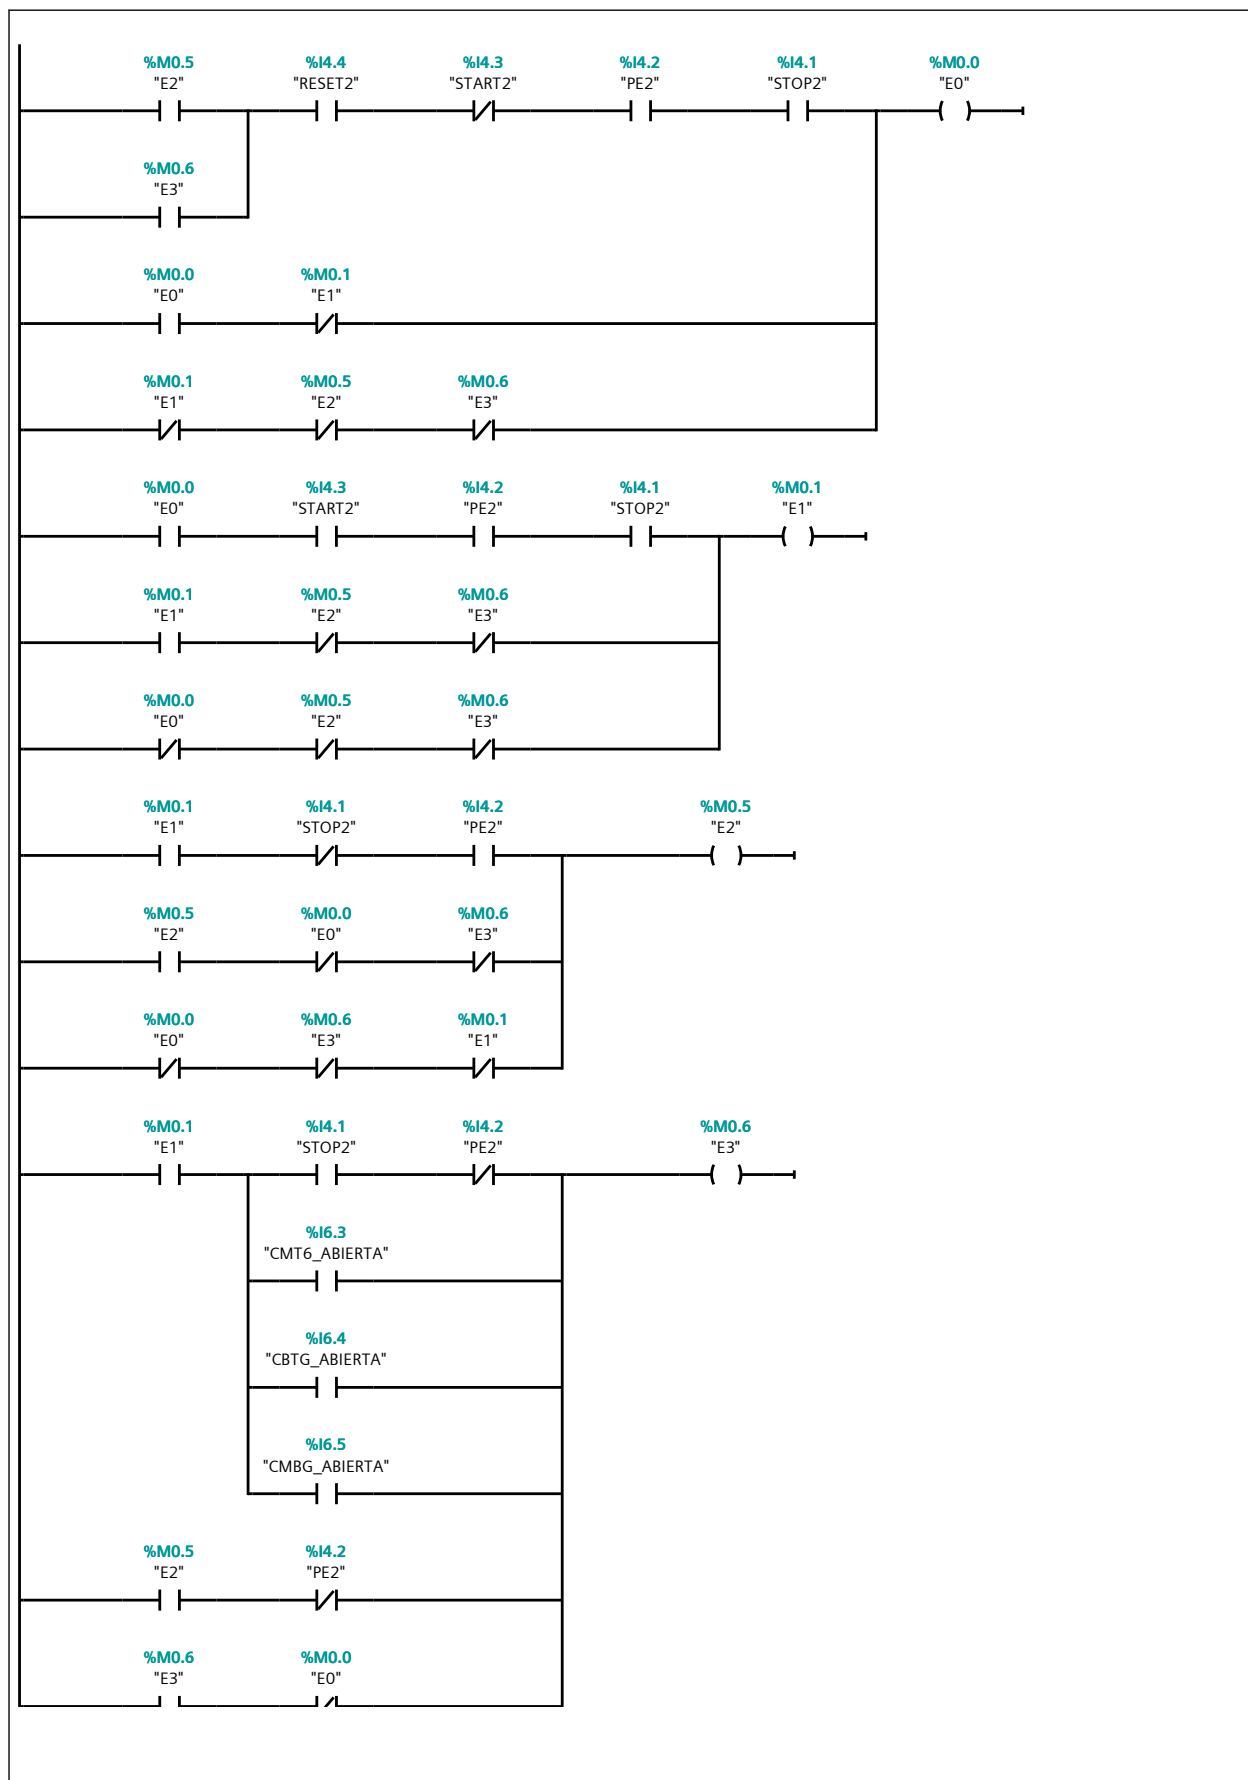 %M0.5 %I4.4 %I4.3 %I4.2 %I4.1 %M0.0
"E2" "RESET2" "START2" "PE2" "STOP2" "E0"
%M0.6
"E3"
%M0.0 %M0.1
"E0" "E1"
%M0.1 %M0.5 %M0.6
"E1" "E2" "E3"
%M0.0 %I4.3 %I4.2 %I4.1 %M0.1
"E0" "START2" "PE2" "STOP2" "E1"
%M0.1 %M0.5 %M0.6
"E1" "E2" "E3"
%M0.0 %M0.5 %M0.6
"E0" "E2" "E3"
%M0.1 %I4.1 %I4.2 %M0.5
"E1" "STOP2" "PE2" "E2"
%M0.5 %M0.0 %M0.6
"E2" "E0" "E3"
%M0.0 %M0.6 %M0.1
"E0" "E3" "E1"
%M0.1 %I4.1 %I4.2 %M0.6
"E1" "STOP2" "PE2" "E3"
%I6.3
"CMT6_ABIERTA"
%I6.4
"CBTG_ABIERTA"
%I6.5
"CMBG_ABIERTA"
%M0.5 %I4.2
"E2" "PE2"
%M0.6 %M0.0
"E3" "E0"